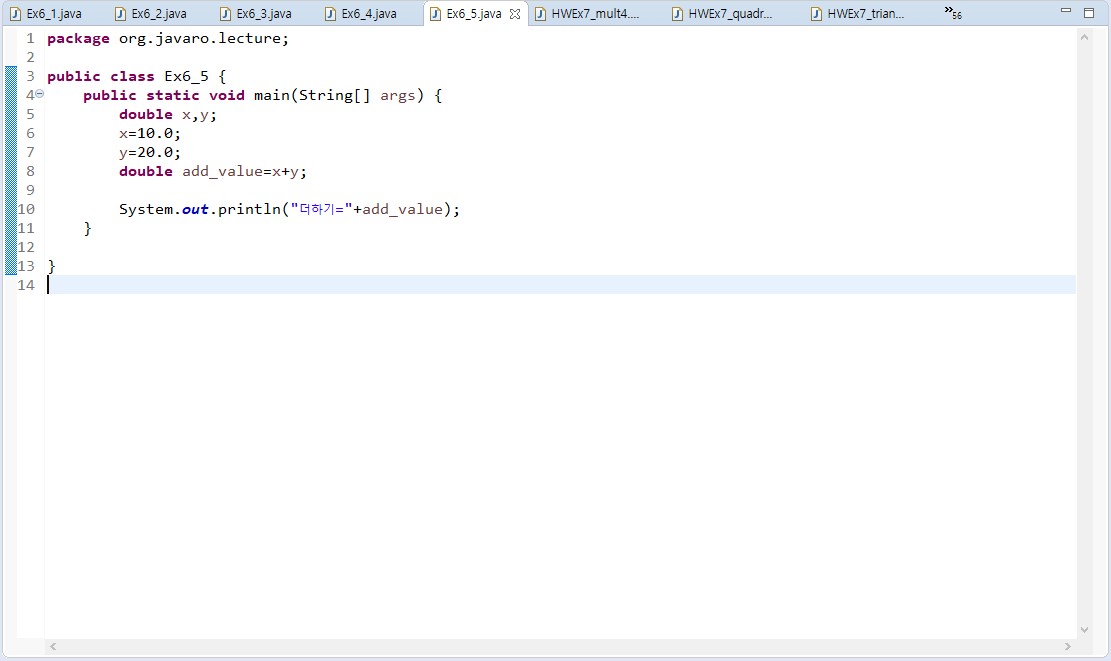 Ex6_1.java Ex6_2.java Ex6_3.java Ex6_4.java Ex6_5.java HWEx7_mult4.... HWEx7_quadr... HWEx7_trian... »56
1 package org.javaro.lecture;
2
3 public class Ex6_5 {
4 public static void main(String[] args) {
5 double x,y;
6 x=10.0;
7 y=20.0;
8 double add_value=x+y;
9
10 System.out.println("더하기="+add_value);
11 }
12
13 }
14